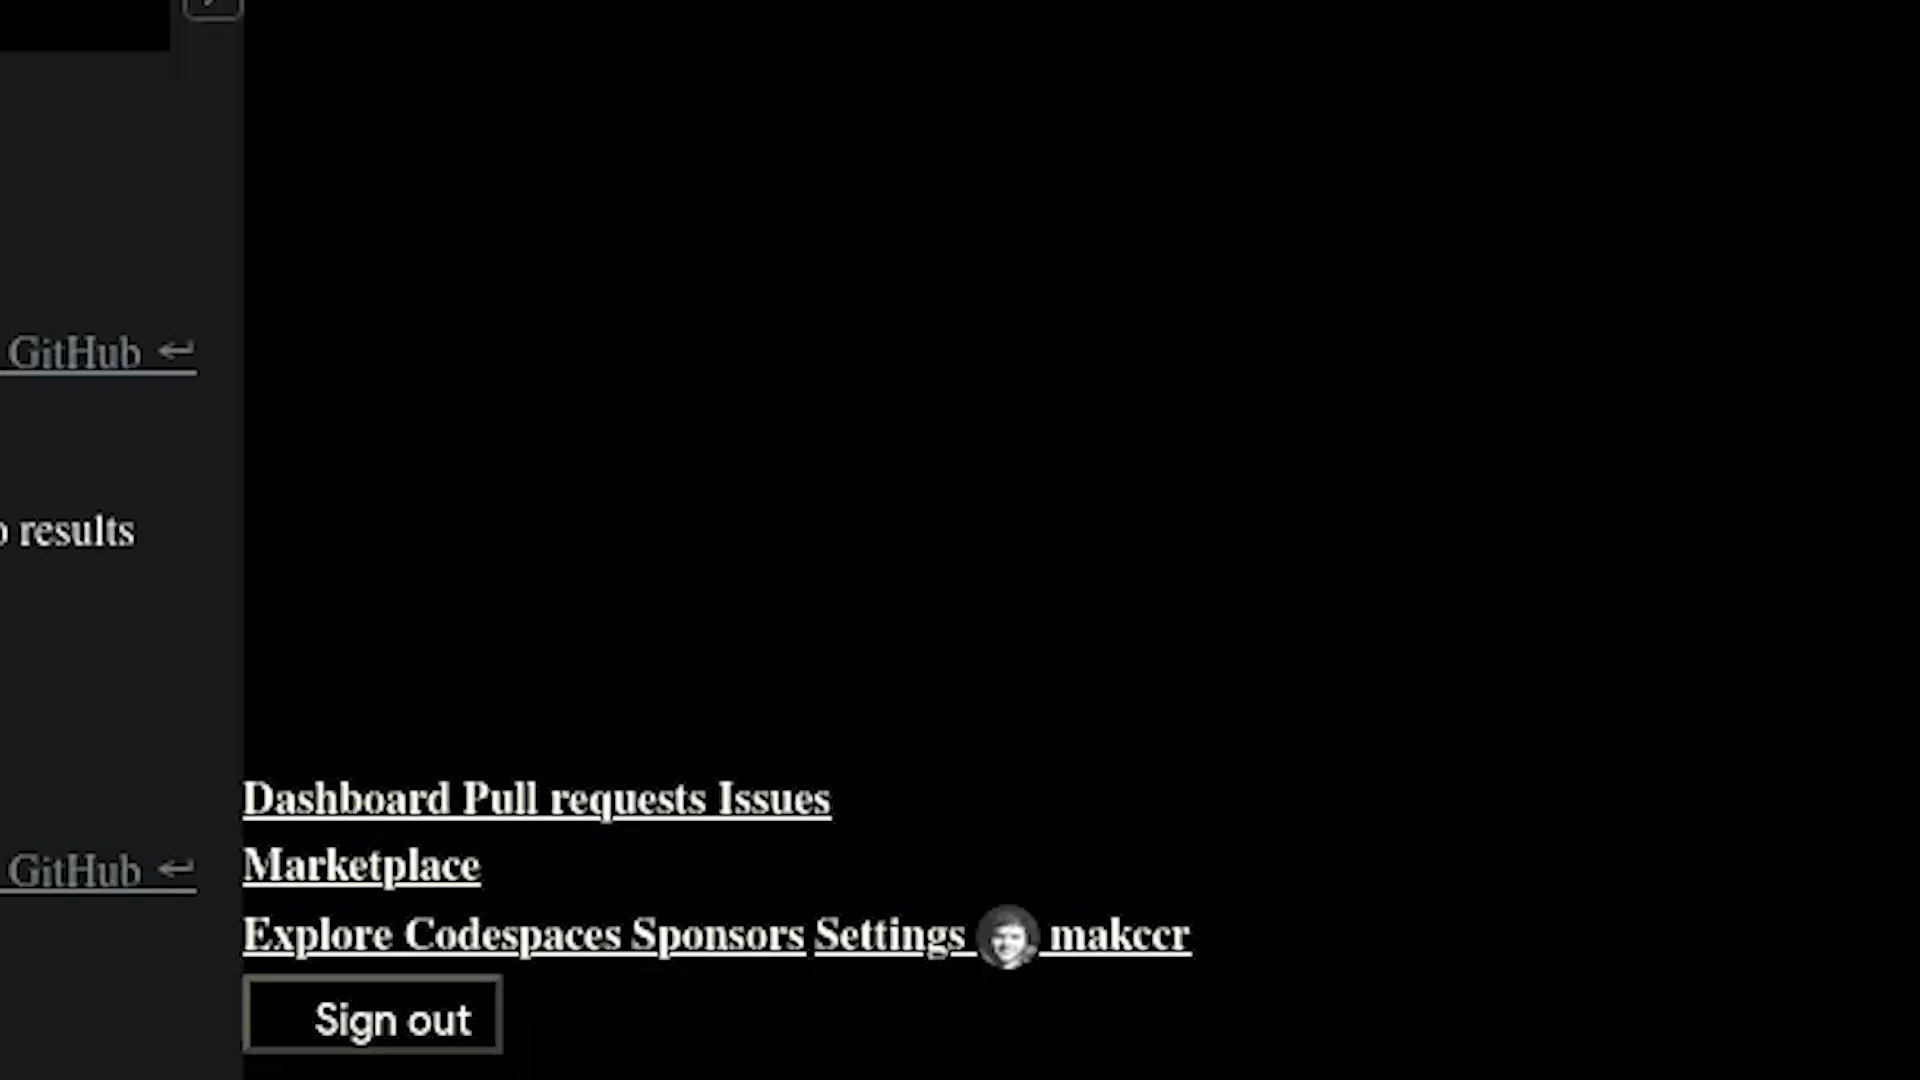 GitHub ↵
results
Dashboard Pull requests Issues
Marketplace
GitHub ↵
Explore Codespaces Sponsors Settings makccr
Sign out